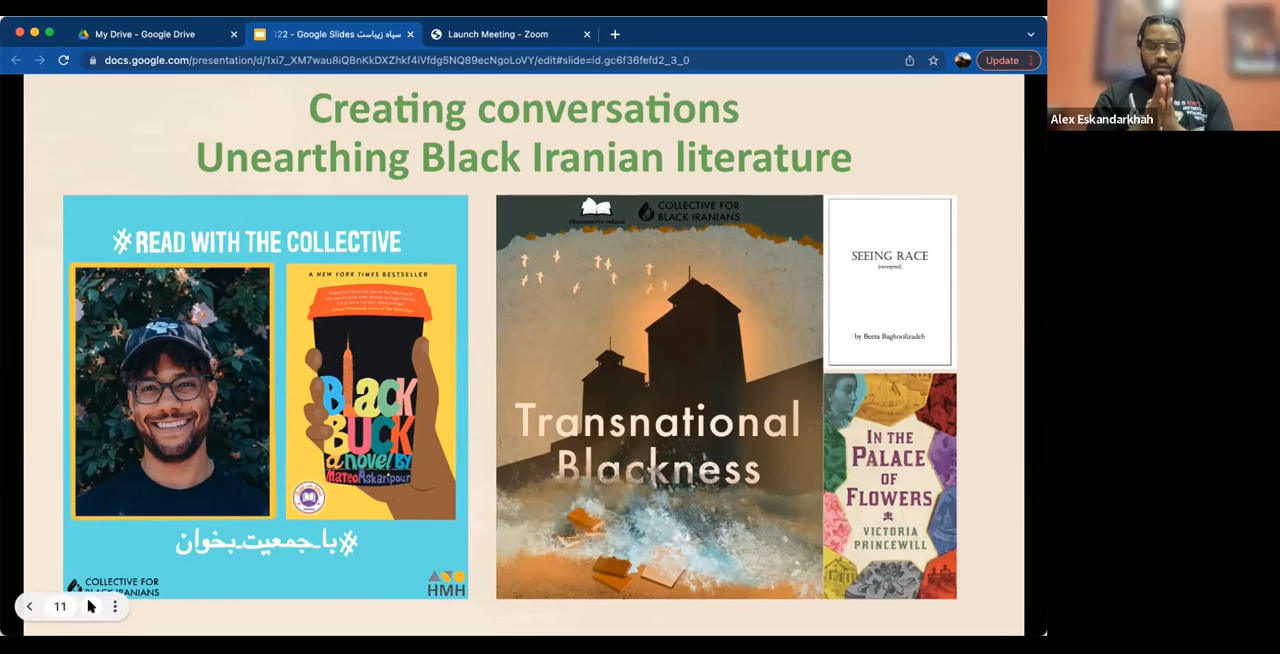 My Drive - Google Drive
سیاه زیباست - Google Slides
Launch Meeting - Zoom
docs.google.com/presentation/d/1xi7_XM7wau8iQBnKkDXZhkf4iVfdg5NQ89ecNgoLoVY/edit#slide=id.gc6f36fefd2_3_0
Update
Alex Eskandarkhah
Creating conversations
Unearthing Black Iranian literature
#READ WITH THE COLLECTIVE
A NEW YORK TIMES BESTSELLER
BLACK
BUCK
a novel BY
Mateo Askaripour
#با_جمعیت_بخوان
COLLECTIVE FOR
BLACK IRANIANS
HMH
COLLECTIVE FOR
BLACK IRANIANS
Transnational
Blackness
SEEING RACE
(excerpted)
by Beeta Baghoolizadeh
IN THE
PALACE
OF
FLOWERS
VICTORIA
PRINCEWILL
11